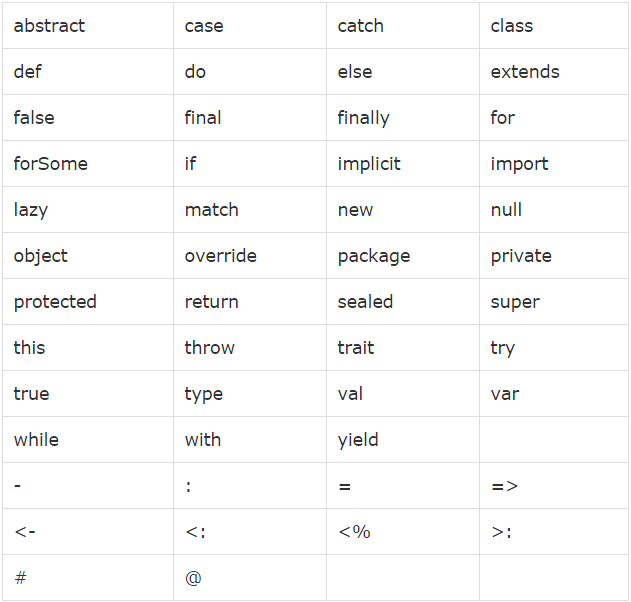 abstract case catch class
def do else extends
false final finally for
forSome if implicit import
lazy match new null
object override package private
protected return sealed super
this throw trait try
true type val var
while with yield
- : = =>
<- <: <% >:
# @